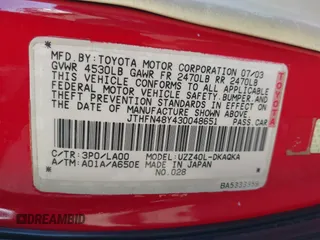 MFD.BY: TOYOTA MOTOR CORPORATION 07/03
GVWR 4530LB GAWR FR 2470LB RR 2470LB
THIS VEHICLE CONFORMS TO ALL APPLICABLE
FEDERAL MOTOR VEHICLE SAFETY, BUMPER, AND
THEFT PREVENTION STANDARDS IN EFFECT ON
THE DATE OF MANUFACTURE SHOWN ABOVE.
JTHFN48Y430048651 PASS.CAR
C/TR: 3P0/LA00 MODEL: UZZ40L-DKAQKA
A/TM: A01A/A650E MADE IN JAPAN
NO.028
TOYOTA
DREAMBID